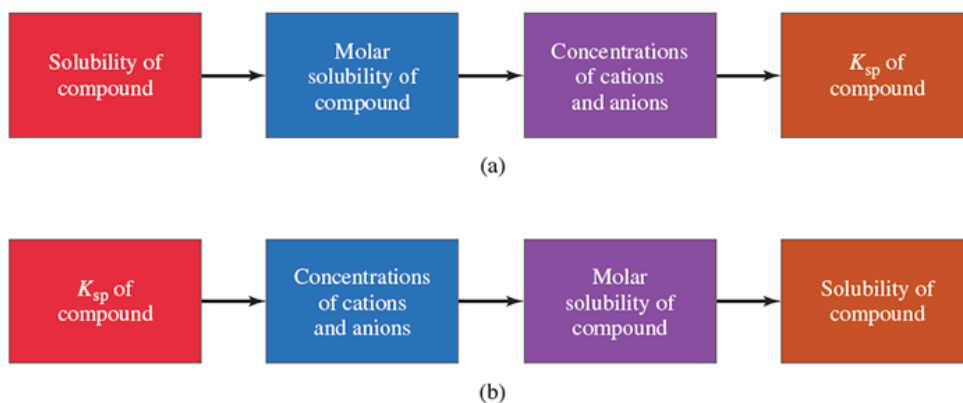 Solubility of
compound
Molar
solubility of
compound
Concentrations
of cations
and anions
Ksp of
compound
(a)
Ksp of
compound
Concentrations
of cations
and anions
Molar
solubility of
compound
Solubility of
compound
(b)